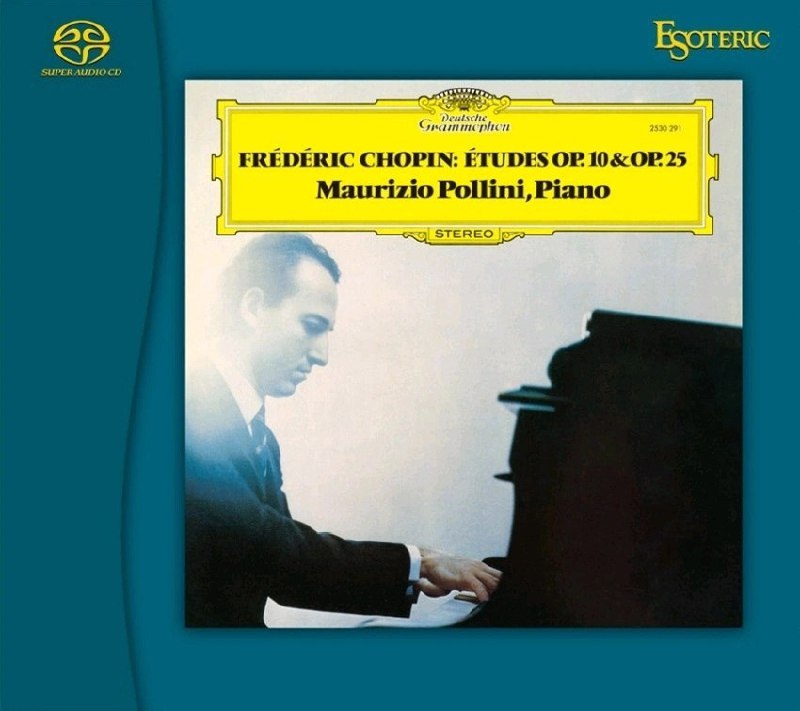 SUPER AUDIO CD
ESOTERIC
Deutsche
Grammophon
2530 291
FRÉDÉRIC CHOPIN: ÉTUDES OP. 10 & OP. 25
Maurizio Pollini, Piano
STEREO